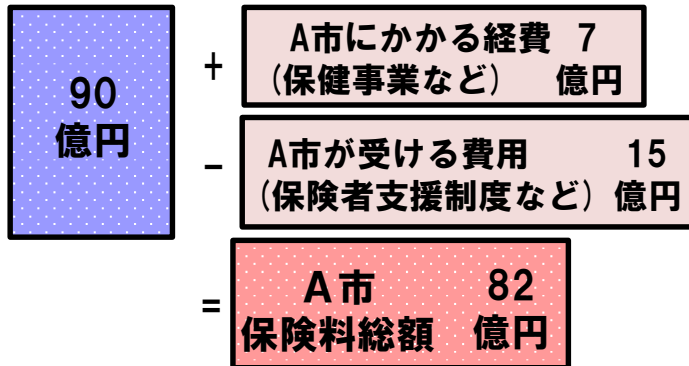 90
億円
+
A市にかかる経費 7
(保健事業など) 億円
−
A市が受ける費用 15
(保険者支援制度など) 億円
=
A市 82
保険料総額 億円